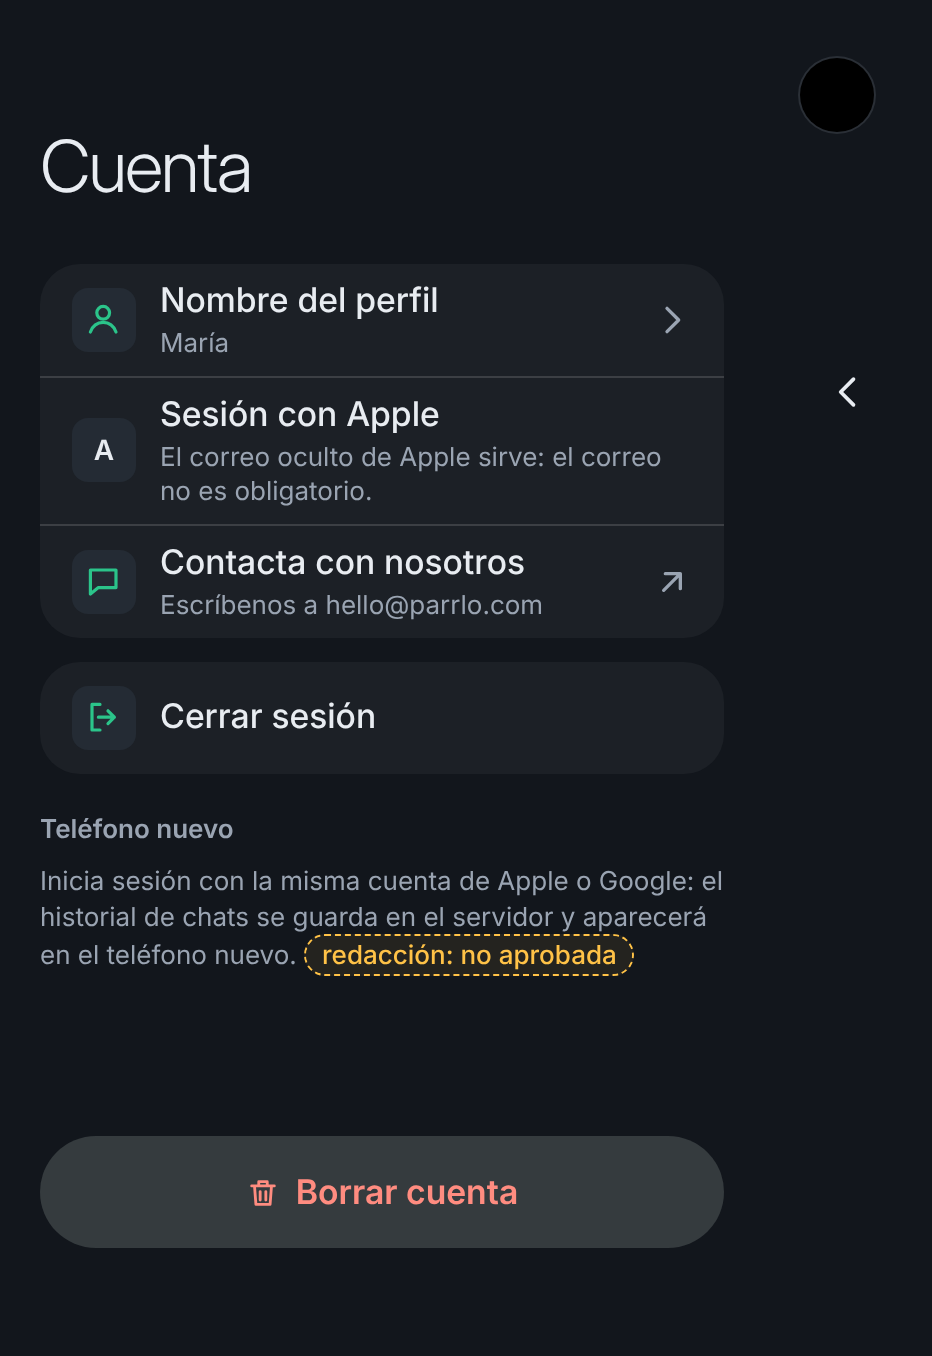 Cuenta
Nombre del perfil
María
A
Sesión con Apple
El correo oculto de Apple sirve: el correo
no es obligatorio.
Contacta con nosotros
Escríbenos a hello@parrlo.com
Cerrar sesión
Teléfono nuevo
Inicia sesión con la misma cuenta de Apple o Google: el
historial de chats se guarda en el servidor y aparecerá
en el teléfono nuevo. redacción: no aprobada
Borrar cuenta